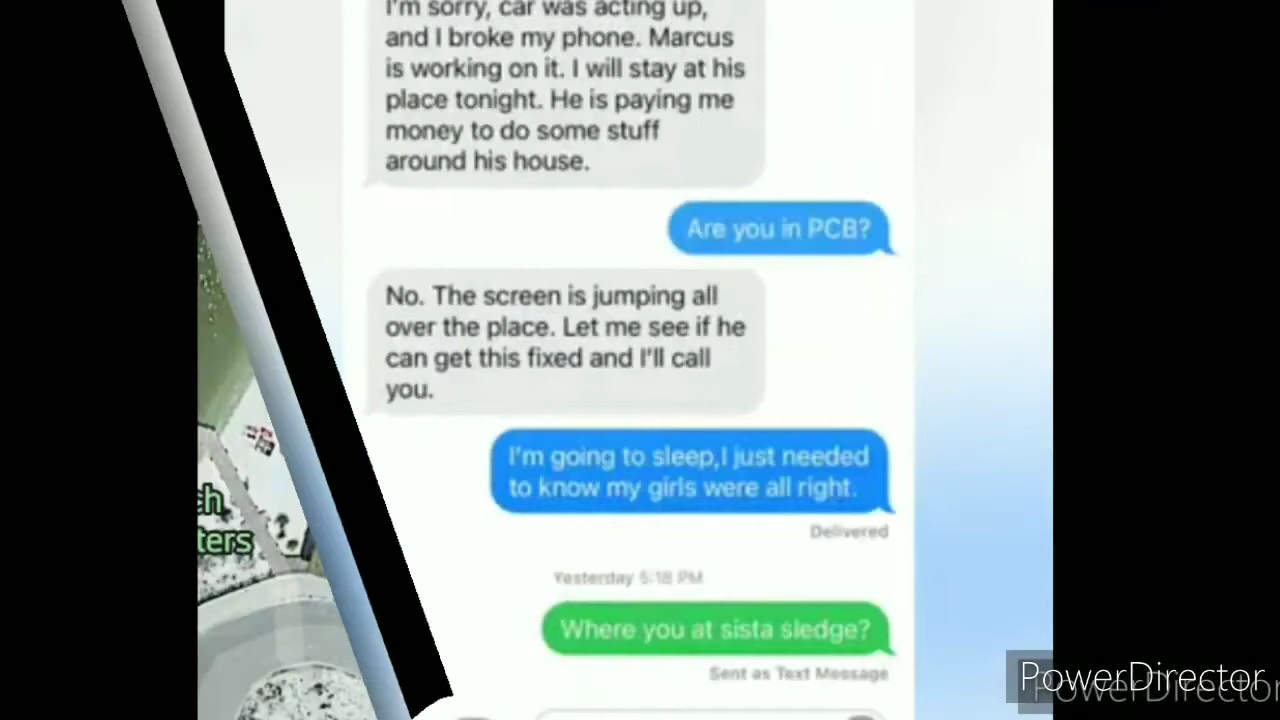 I'm sorry, car was acting up,
and I broke my phone. Marcus
is working on it. I will stay at his
place tonight. He is paying me
money to do some stuff
around his house.
Are you in PCB?
No. The screen is jumping all
over the place. Let me see if he
can get this fixed and I'll call
you.
I'm going to sleep,I just needed
to know my girls were all right.
Delivered
Yesterday 5:18 PM
Where you at sista sledge?
Sent as Text Message
ch
ters
PowerDirector
PowerDirector